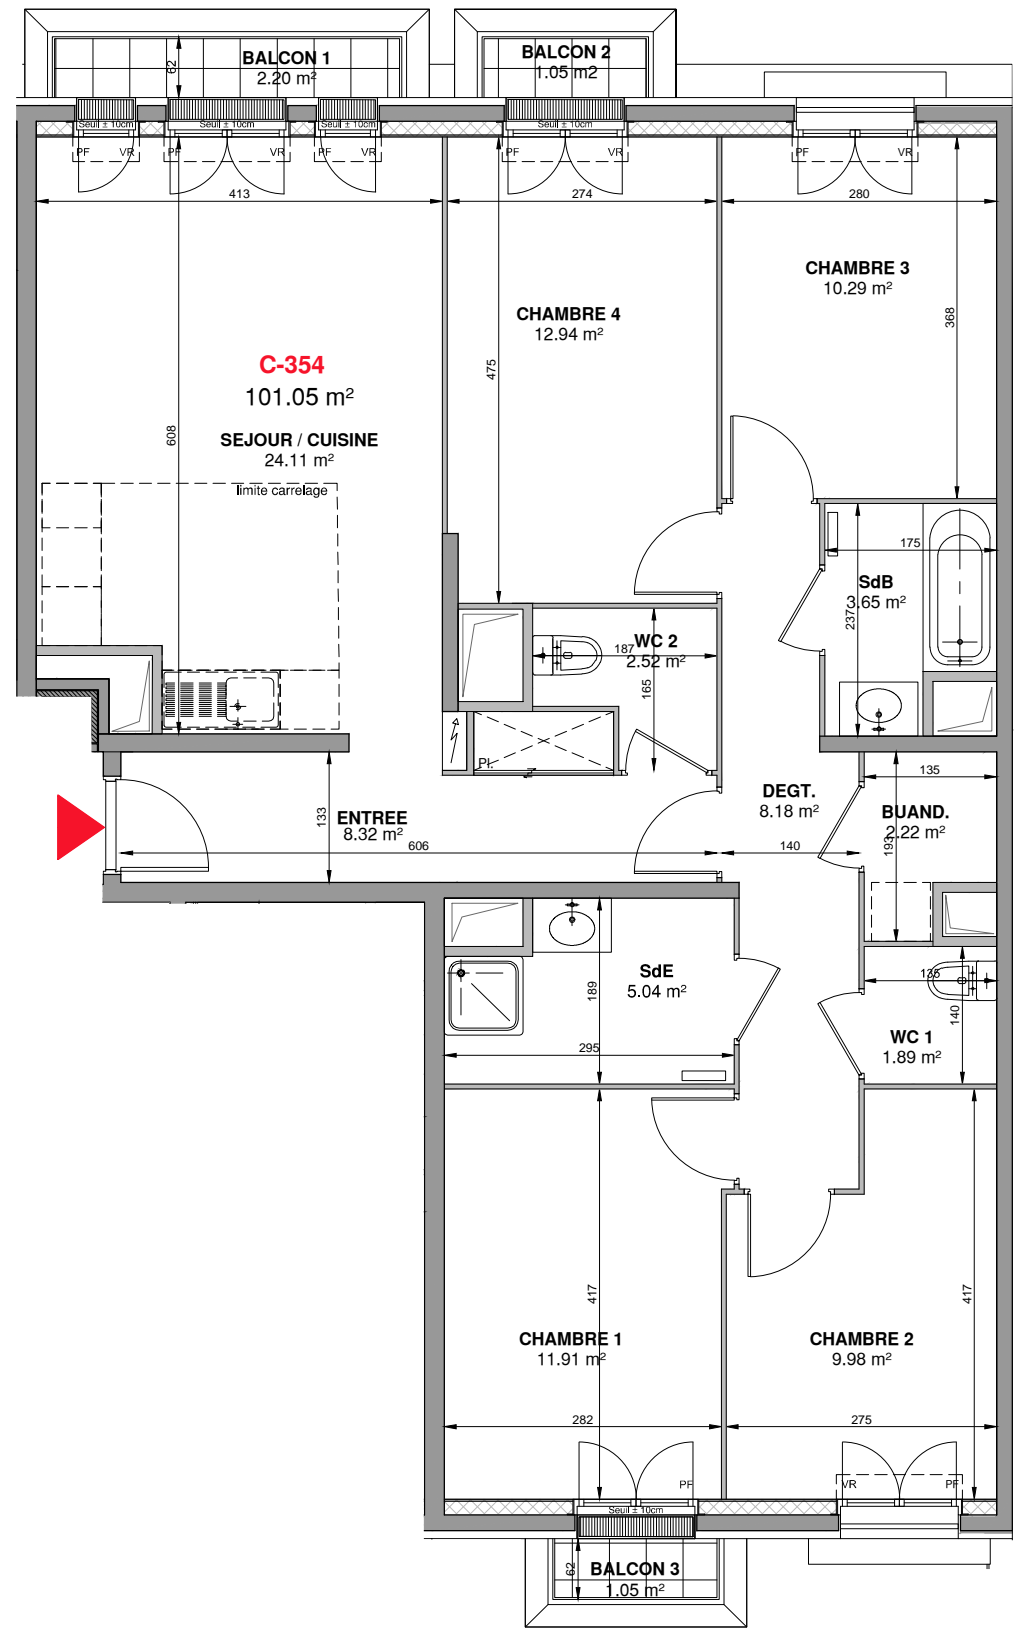 BALCON 1
2.20 m²
62
BALCON 2
1.05 m2
Seuil ± 10cm
Seuil ± 10cm
Seuil ± 10cm
Seuil ± 10cm
PF VR
PF VR
PF VR
PF VR
PF VR
413
274
280
CHAMBRE 3
10.29 m²
368
CHAMBRE 4
12.94 m²
475
C-354
101.05 m²
608
SEJOUR / CUISINE
24.11 m²
limite carrelage
175
SdB
3.65 m²
237
WC 2
187
2.52 m²
165
Pl.
135
DEGT.
8.18 m²
BUAND.
2.22 m²
193
ENTREE
8.32 m²
133
606
140
SdE
5.04 m²
189
295
135
140
WC 1
1.89 m²
417
417
CHAMBRE 1
11.91 m²
CHAMBRE 2
9.98 m²
282
275
PF
VR PF
Seuil ± 10cm
62
BALCON 3
1.05 m²